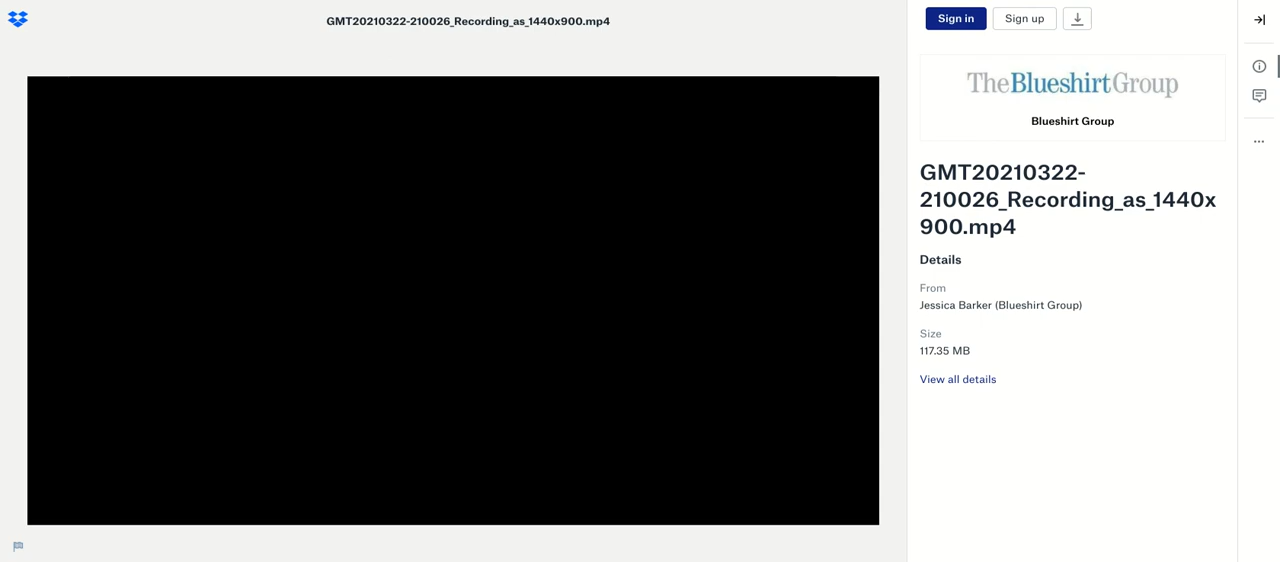 GMT20210322-210026_Recording_as_1440x900.mp4
Sign in
Sign up
TheBlueshirtGroup
Blueshirt Group
GMT20210322-
210026_Recording_as_1440x
900.mp4
Details
From
Jessica Barker (Blueshirt Group)
Size
117.35 MB
View all details